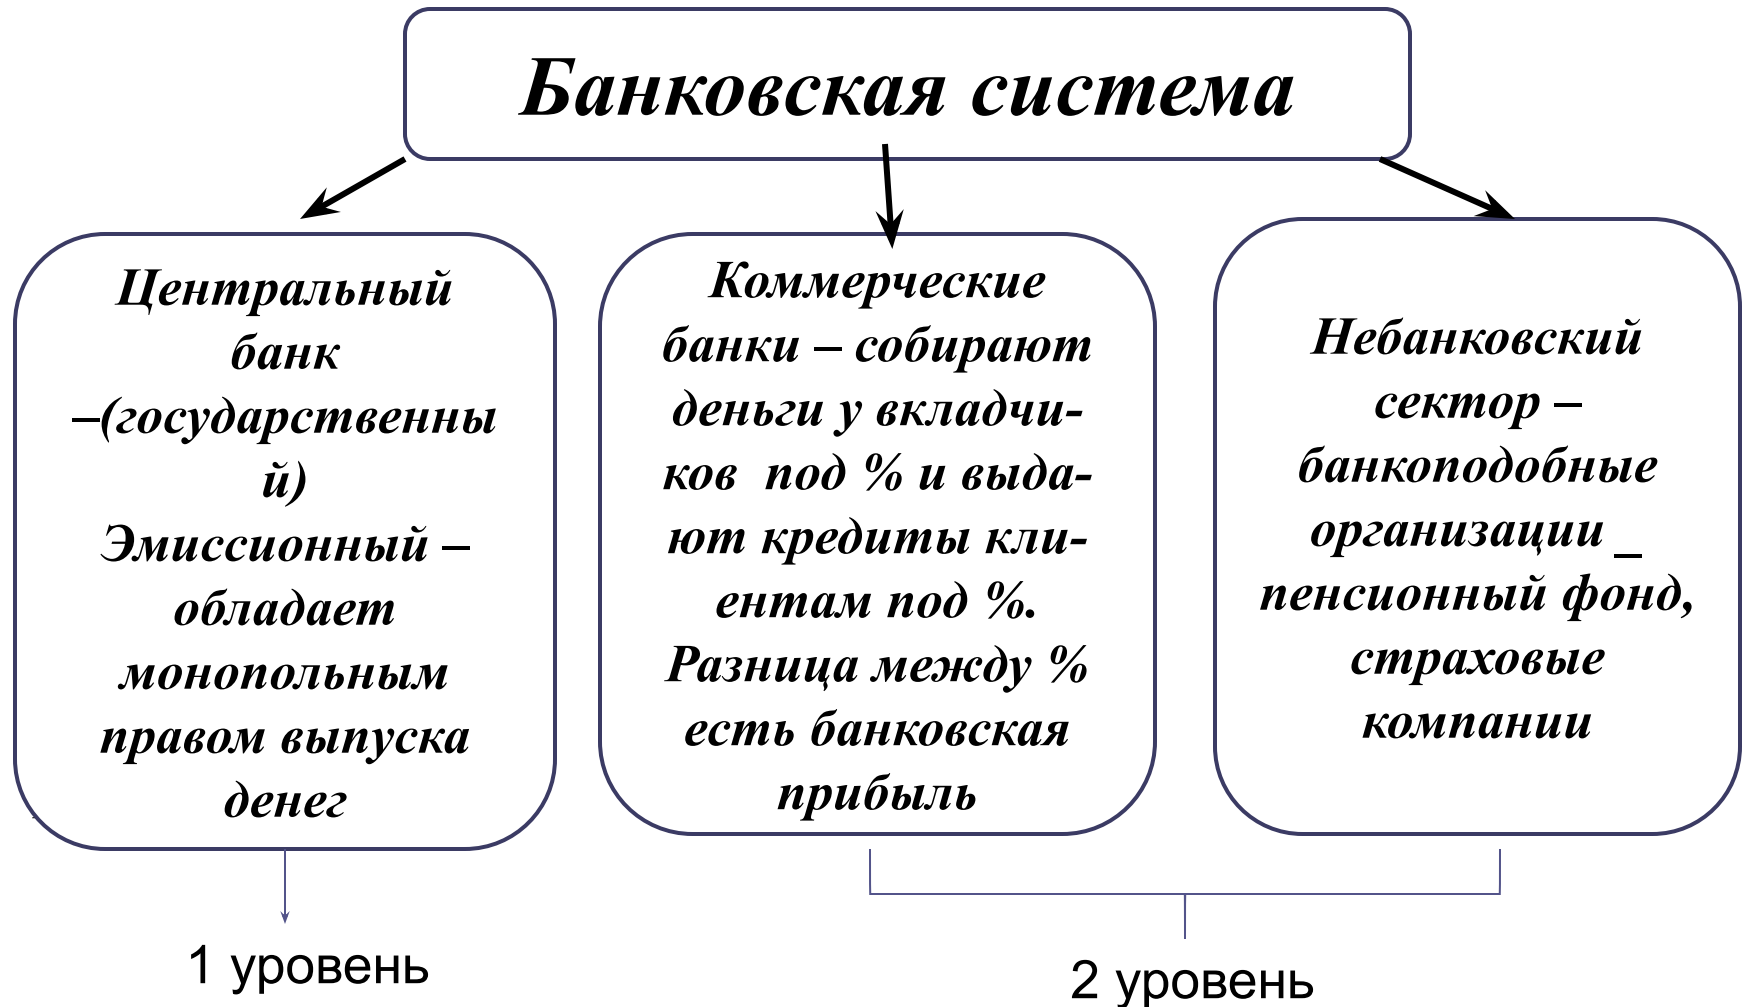 Банковская система
Центральный
банк
–(государственны
й)
Эмиссионный –
обладает
монопольным
правом выпуска
денег
Коммерческие
банки – собирают
деньги у вкладчи-
ков  под % и выда-
ют кредиты кли-
ентам под %.
Разница между %
есть банковская
прибыль
Небанковский
сектор –
банкоподобные
организации _
пенсионный фонд,
страховые
компании
1 уровень
2 уровень